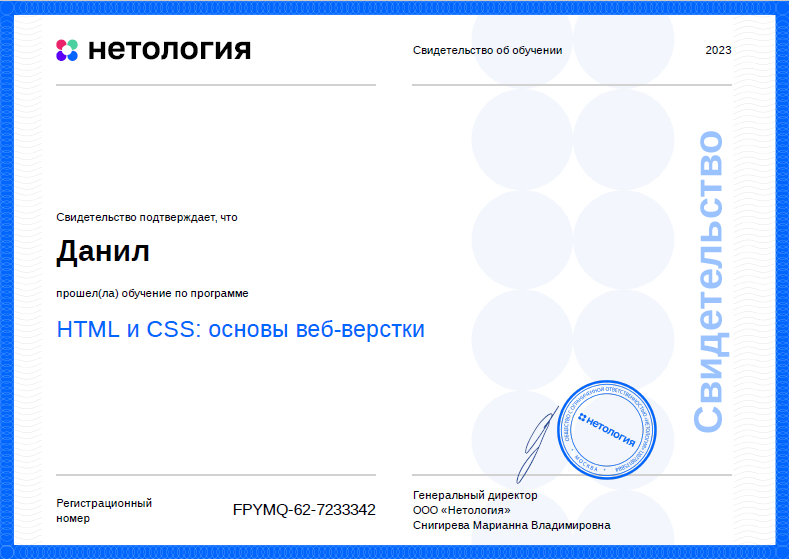 нетология
Свидетельство об обучении
2023
Свидетельство подтверждает, что
Данил
прошел(ла) обучение по программе
HTML и CSS: основы веб-верстки
Свидетельство
ОБЩЕСТВО С ОГРАНИЧЕННОЙ ОТВЕТСТВЕННОСТЬЮ «НЕТОЛОГИЯ»
МОСКВА
нетология
Регистрационный
номер
FPYMQ-62-7233342
Генеральный директор
ООО «Нетология»
Снигирева Марианна Владимировна